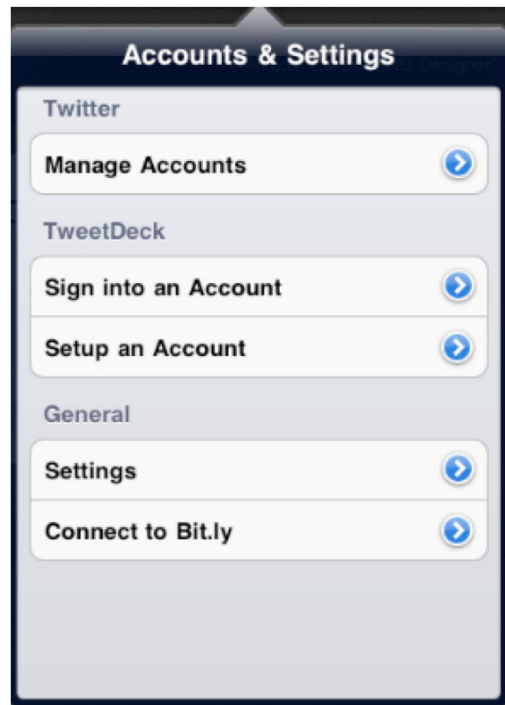 Accounts & Settings
Twitter
Manage Accounts
TweetDeck
Sign into an Account
Setup an Account
General
Settings
Connect to Bit.ly